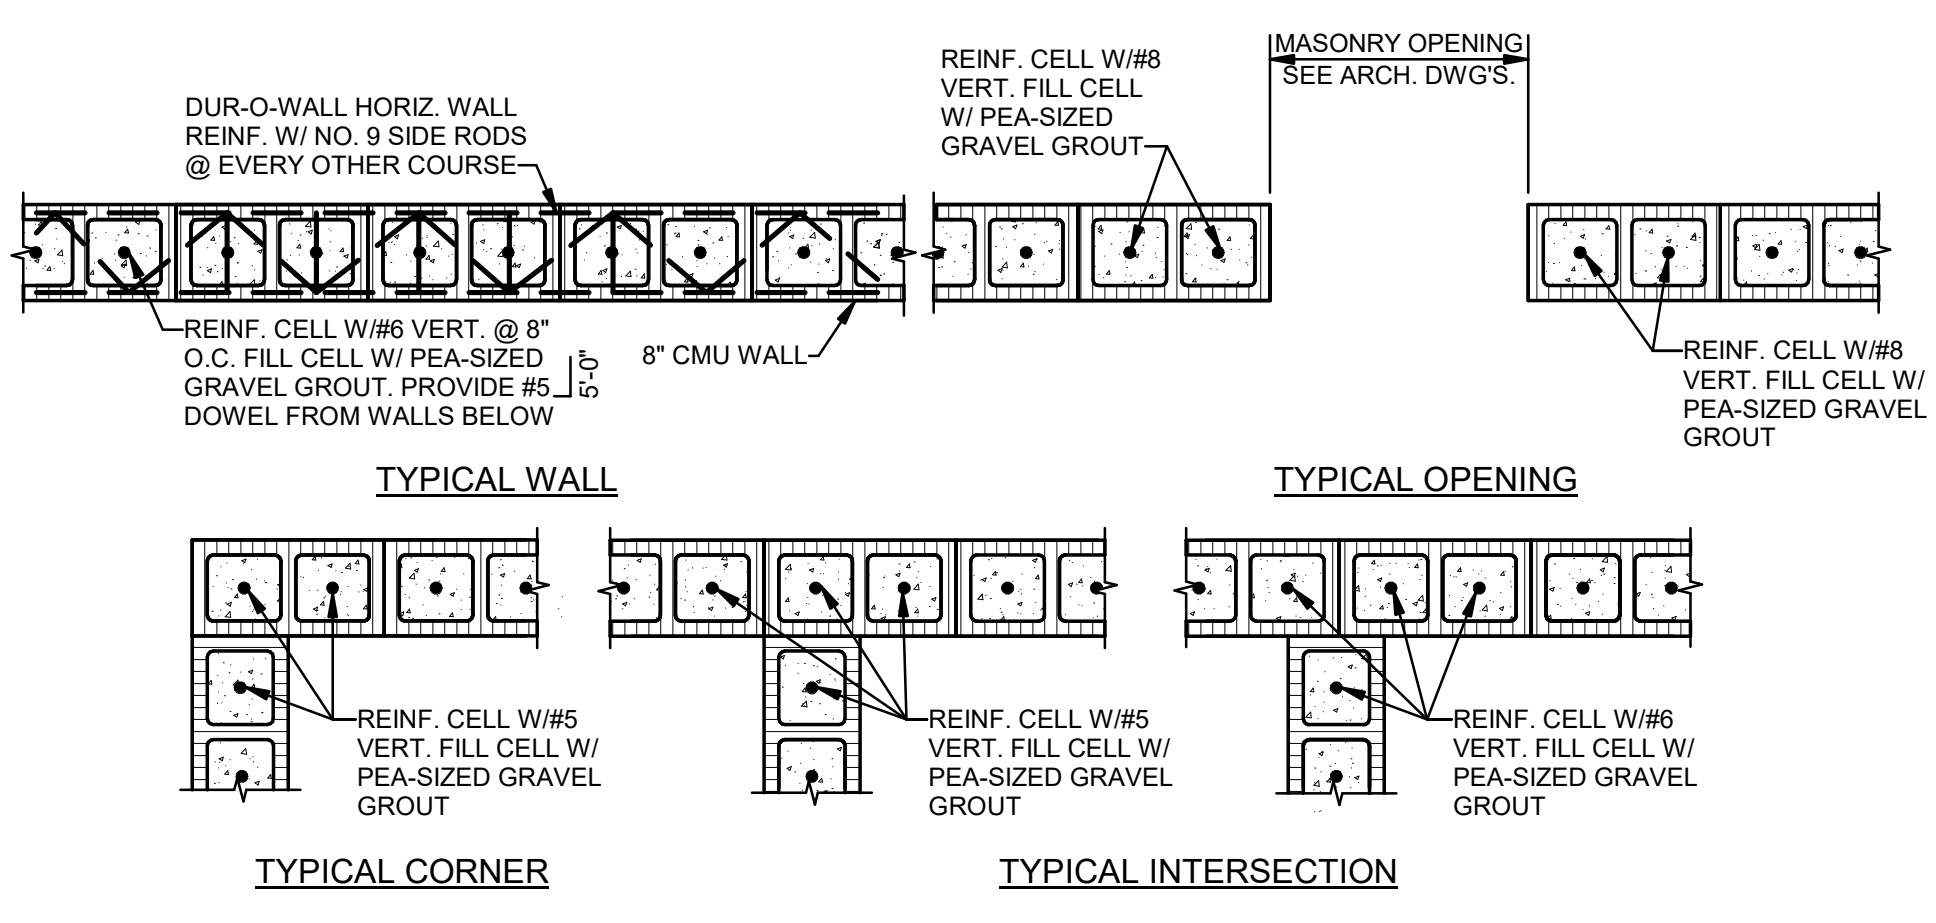 DUR-O-WALL HORIZ. WALL
REINF. W/ NO. 9 SIDE RODS
@ EVERY OTHER COURSE
REINF. CELL W/#6 VERT. @ 8"
O.C. FILL CELL W/ PEA-SIZED
GRAVEL GROUT. PROVIDE #5
DOWEL FROM WALLS BELOW
5'-0"
8" CMU WALL
TYPICAL WALL
REINF. CELL W/#8
VERT. FILL CELL
W/ PEA-SIZED
GRAVEL GROUT
MASONRY OPENING
SEE ARCH. DWG'S.
REINF. CELL W/#8
VERT. FILL CELL W/
PEA-SIZED GRAVEL
GROUT
TYPICAL OPENING
REINF. CELL W/#5
VERT. FILL CELL W/
PEA-SIZED GRAVEL
GROUT
TYPICAL CORNER
REINF. CELL W/#5
VERT. FILL CELL W/
PEA-SIZED GRAVEL
GROUT
REINF. CELL W/#6
VERT. FILL CELL W/
PEA-SIZED GRAVEL
GROUT
TYPICAL INTERSECTION